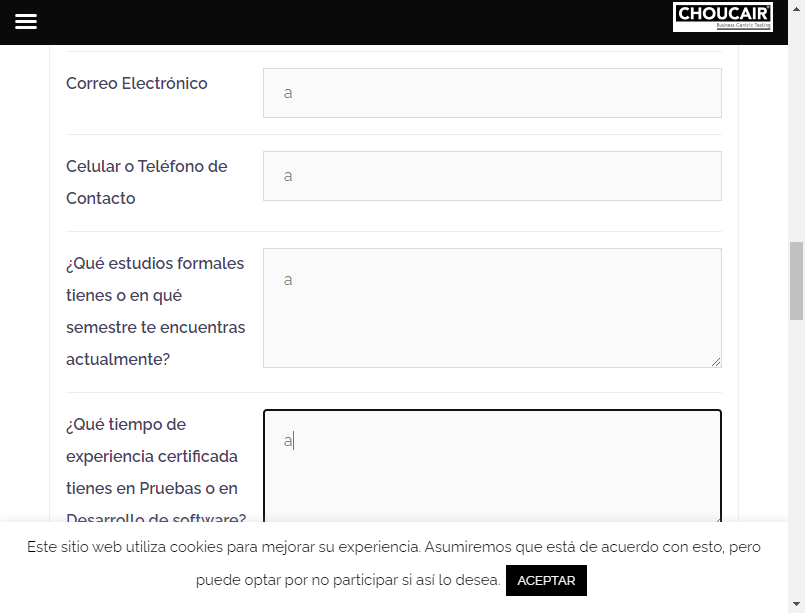 CHOUCAIR
Business Centric Testing
Correo Electrónico
a
Celular o Teléfono de
Contacto
a
¿Qué estudios formales
tienes o en qué
semestre te encuentras
actualmente?
a
¿Qué tiempo de
experiencia certificada
tienes en Pruebas o en
Desarrollo de software?
a
Este sitio web utiliza cookies para mejorar su experiencia. Asumiremos que está de acuerdo con esto, pero
puede optar por no participar si así lo desea. ACEPTAR